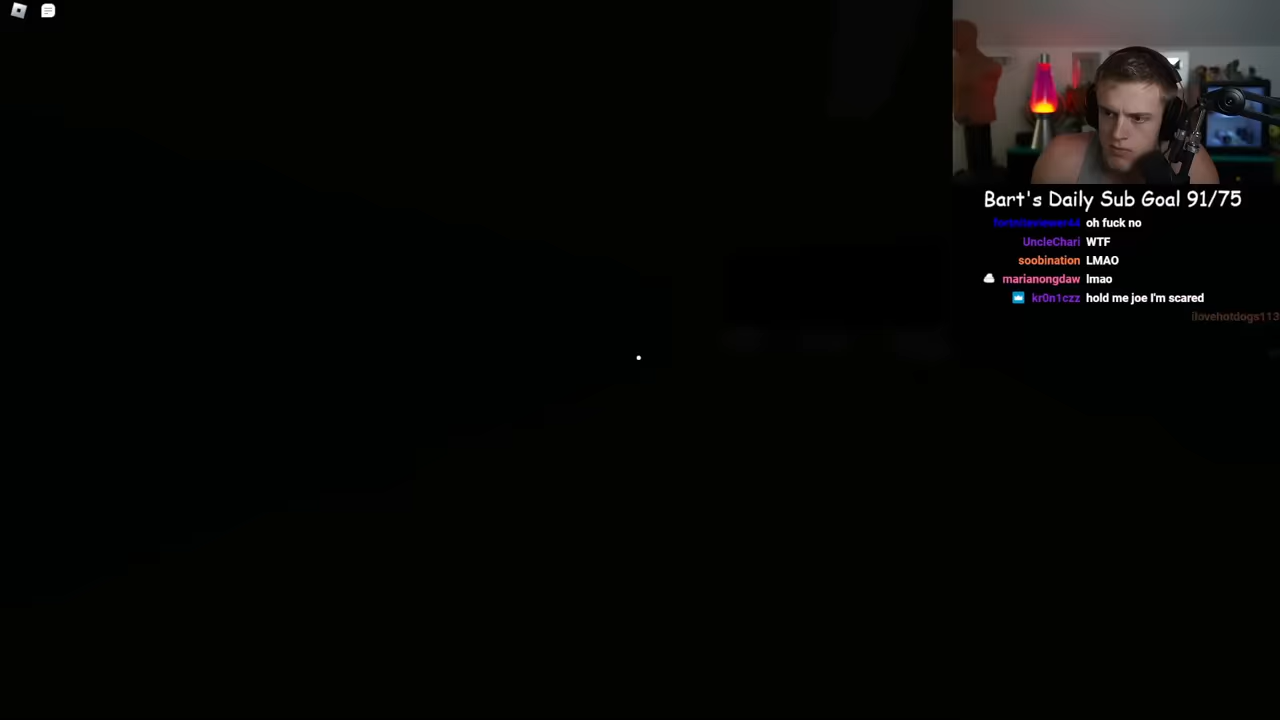 Bart's Daily Sub Goal 91/75
fortniteviewer44 oh fuck no
UncleChari WTF
soobination LMAO
marianongdaw lmao
kr0n1czz hold me joe I'm scared
ilovehotdogs113